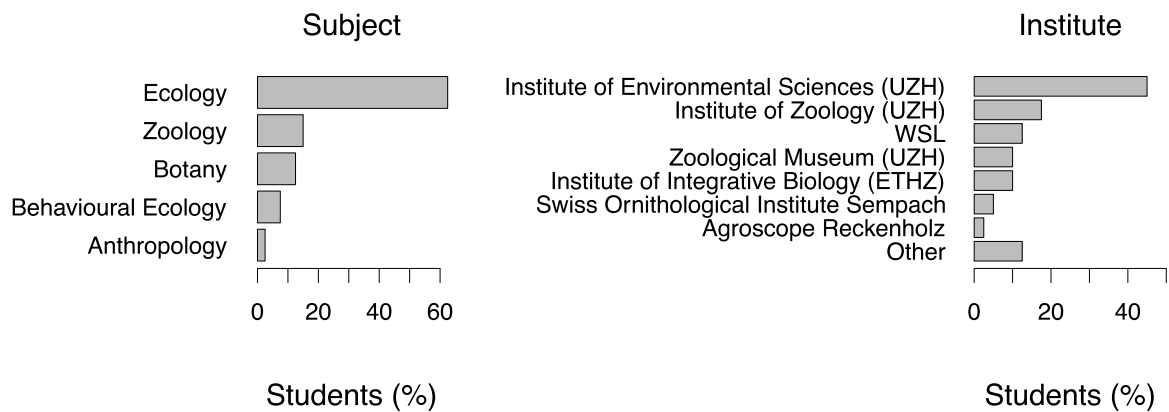 Subject
Ecology
Zoology
Botany
Behavioural Ecology
Anthropology
0 20 40 60
Students (%)
Institute
Institute of Environmental Sciences (UZH)
Institute of Zoology (UZH)
WSL
Zoological Museum (UZH)
Institute of Integrative Biology (ETHZ)
Swiss Ornithological Institute Sempach
Agroscope Reckenholz
Other
0 20 40
Students (%)